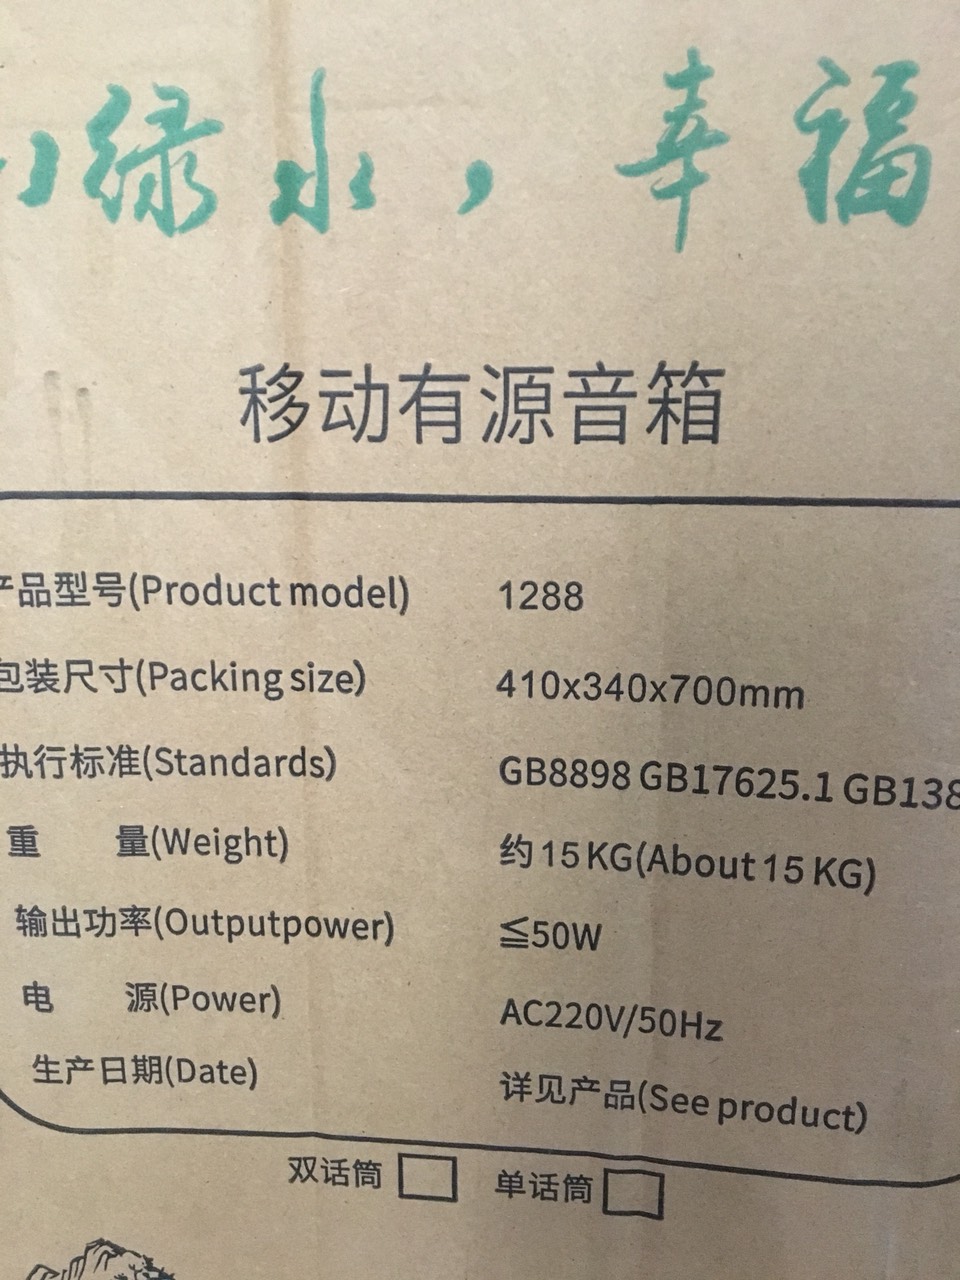 绿水，幸福
移动有源音箱
产品型号(Product model) 1288
包装尺寸(Packing size) 410x340x700mm
执行标准(Standards) GB8898 GB17625.1 GB138
重 量(Weight) 约15KG(About 15 KG)
输出功率(Outputpower) ≦50W
电 源(Power) AC220V/50Hz
生产日期(Date) 详见产品(See product)
双话筒 单话筒